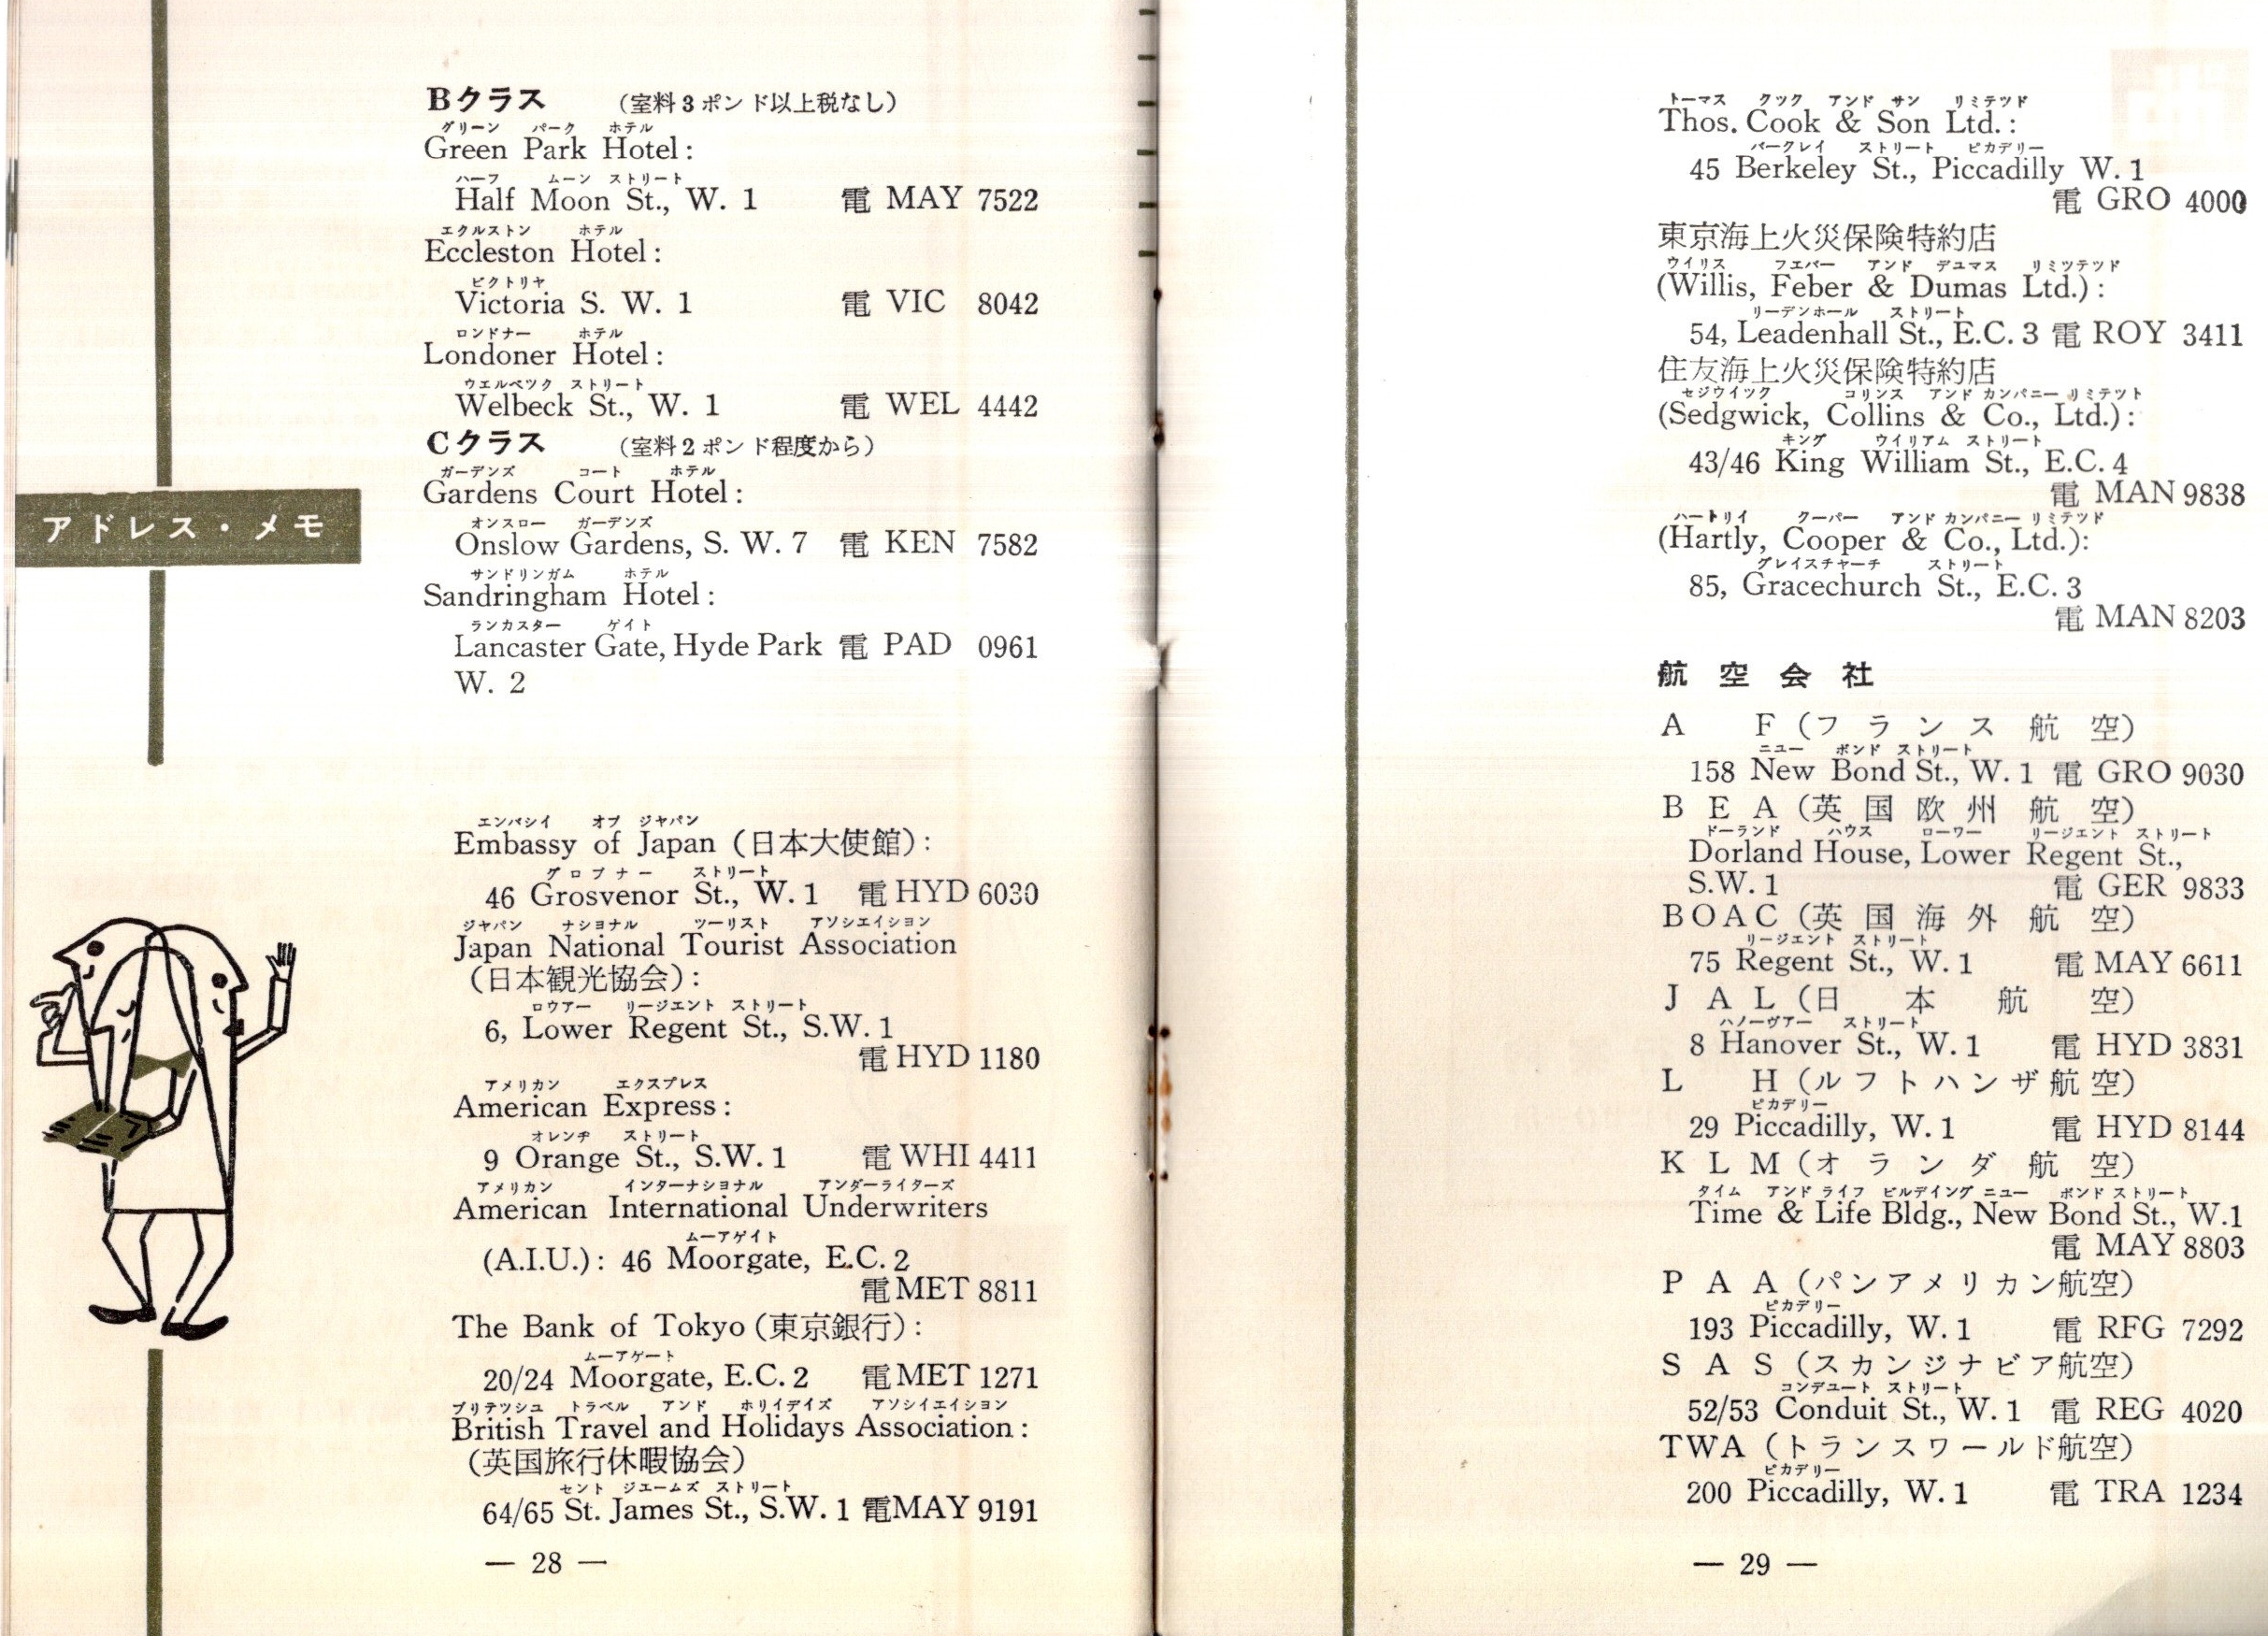 Bクラス （室料3ポンド以上税なし）
グリーン パーク ホテル
Green Park Hotel :
ハーフ ムーン ストリート
Half Moon St., W. 1 電 MAY 7522
エクルストン ホテル
Eccleston Hotel :
ビクトリヤ
Victoria S. W. 1 電 VIC 8042
ロンドナー ホテル
Londoner Hotel :
ウエルベツク ストリート
Welbeck St., W. 1 電 WEL 4442
Cクラス （室料2ポンド程度から）
ガーデンズ コート ホテル
Gardens Court Hotel :
オンスロー ガーデンズ
Onslow Gardens, S. W. 7 電 KEN 7582
サンドリンガム ホテル
Sandringham Hotel :
ランカスター ゲイト
Lancaster Gate, Hyde Park 電 PAD 0961
W. 2
アドレス・メモ
エンバシイ オブ ジヤパン
Embassy of Japan（日本大使館）:
グロブナー ストリート
46 Grosvenor St., W. 1 電 HYD 6030
ジヤパン ナシヨナル ツーリスト アソシエイション
Japan National Tourist Association
（日本観光協会）:
ロウアー リージエント ストリート
6, Lower Regent St., S.W. 1
電 HYD 1180
アメリカン エクスプレス
American Express :
オレンヂ ストリート
9 Orange St., S.W. 1 電 WHI 4411
アメリカン インターナシヨナル アンダーライターズ
American International Underwriters
ムーアゲイト
(A.I.U.) : 46 Moorgate, E.C. 2
電 MET 8811
The Bank of Tokyo（東京銀行）:
ムーアゲート
20/24 Moorgate, E.C. 2 電 MET 1271
ブリテツシユ トラベル アンド ホリイデイズ アソシイエイション
British Travel and Holidays Association :
（英国旅行休暇協会）
セント ジエームズ ストリート
64/65 St. James St., S.W. 1 電 MAY 9191
— 28 —
トーマス クツク アンド サン リミテツド
Thos. Cook & Son Ltd. :
バークレイ ストリート ピカデリー
45 Berkeley St., Piccadilly W. 1
電 GRO 4000
東京海上火災保険特約店
ウイリス フエバー アンド デユマス リミツテツド
(Willis, Feber & Dumas Ltd.) :
リーデンホール ストリート
54, Leadenhall St., E.C. 3 電 ROY 3411
住友海上火災保険特約店
セジウイツク コリンス アンド カンパニー リミテツト
(Sedgwick, Collins & Co., Ltd.) :
キング ウイリアム ストリート
43/46 King William St., E.C. 4
電 MAN 9838
ハートリイ クーパー アンド カンパニー リミテツド
(Hartly, Cooper & Co., Ltd.):
グレイスチャーチ ストリート
85, Gracechurch St., E.C. 3
電 MAN 8203
航空会社
A F（フランス航空）
ニユー ボンド ストリート
158 New Bond St., W. 1 電 GRO 9030
B E A（英国欧州航空）
ドーランド ハウス ローワー リージエント ストリート
Dorland House, Lower Regent St.,
S.W. 1 電 GER 9833
BOAC（英国海外航空）
リージエント ストリート
75 Regent St., W. 1 電 MAY 6611
J A L（日本航空）
ハノーヴアー ストリート
8 Hanover St., W. 1 電 HYD 3831
L H（ルフトハンザ航空）
ピカデリー
29 Piccadilly, W. 1 電 HYD 8144
K L M（オランダ航空）
タイム アンド ライフ ビルデイング ニユー ボンド ストリート
Time & Life Bldg., New Bond St., W.1
電 MAY 8803
P A A（パンアメリカン航空）
ピカデリー
193 Piccadilly, W. 1 電 RFG 7292
S A S（スカンジナビア航空）
コンデユート ストリート
52/53 Conduit St., W. 1 電 REG 4020
TWA（トランスワールド航空）
ピカデリー
200 Piccadilly, W. 1 電 TRA 1234
— 29 —